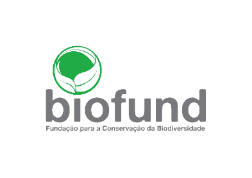 biofund
Fundação para a Conservação da Biodiversidade